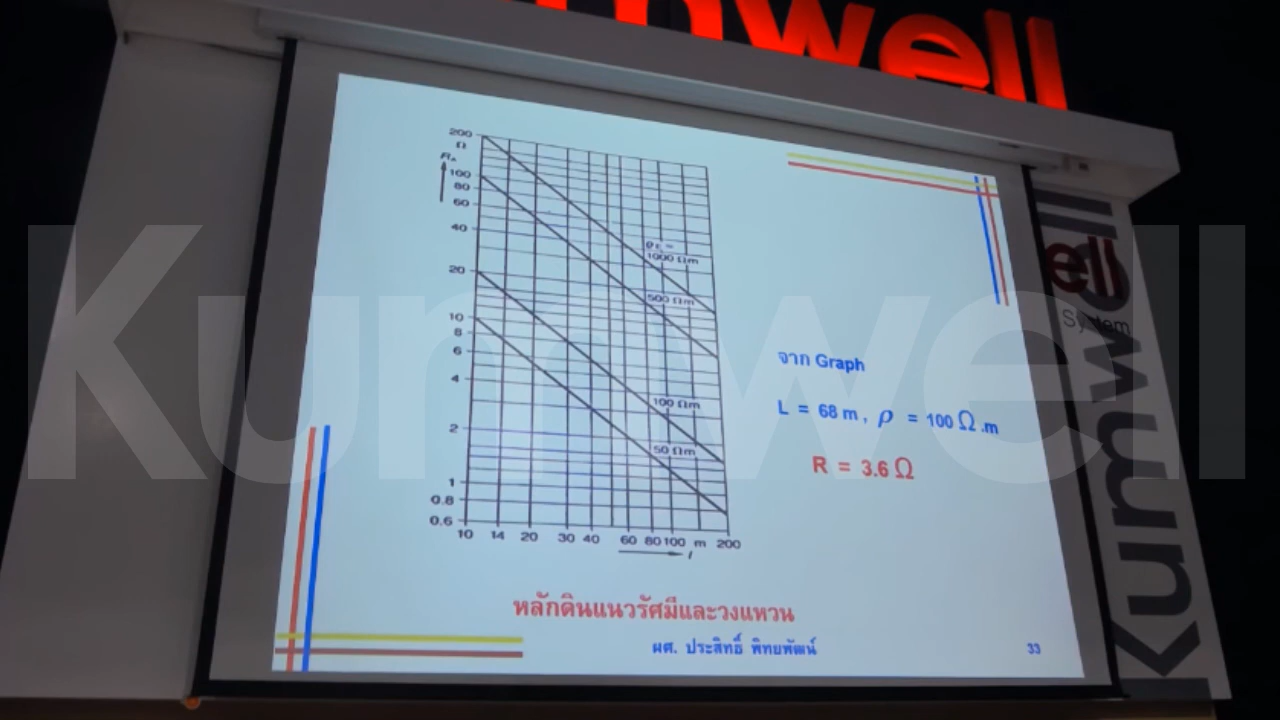 kumwell
200
Ω
R_A
100
80
60
40
20
10
8
6
4
2
1
0.8
0.6
10 14 20 30 40 60 80 100 m 200
l
1000 Ωm
500 Ωm
100 Ωm
50 Ωm
จาก Graph
L = 68 m , ρ = 100 Ω .m
R = 3.6 Ω
หลักดินแนวรัศมีและวงแหวน
ผศ. ประสิทธิ์ พิทยพัฒน์
33
ell
System
kumwell
Kumwell